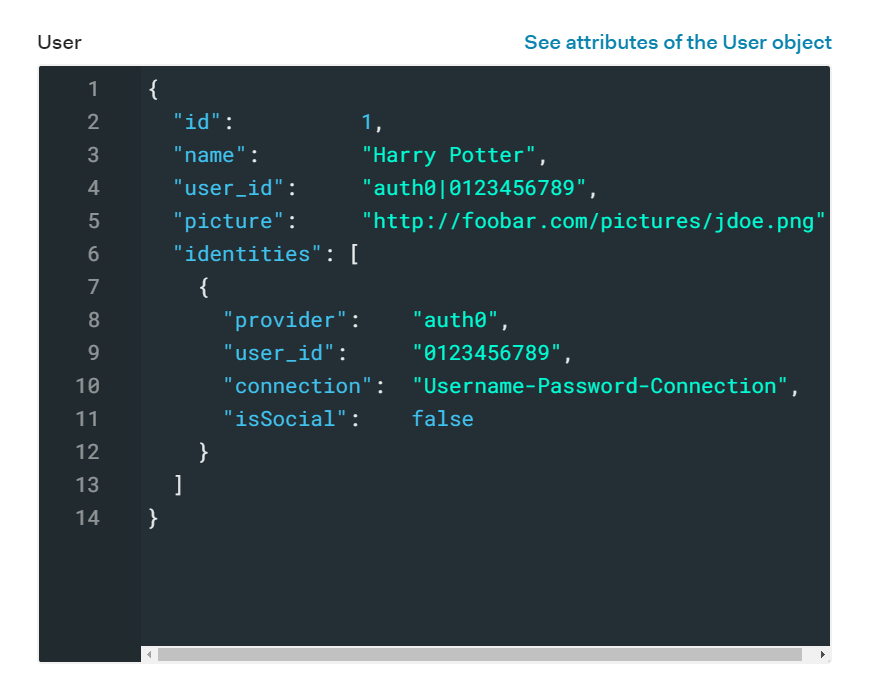 User
See attributes of the User object
1 {
2 "id": 1,
3 "name": "Harry Potter",
4 "user_id": "auth0|0123456789",
5 "picture": "http://foobar.com/pictures/jdoe.png"
6 "identities": [
7 {
8 "provider": "auth0",
9 "user_id": "0123456789",
10 "connection": "Username-Password-Connection",
11 "isSocial": false
12 }
13 ]
14 }